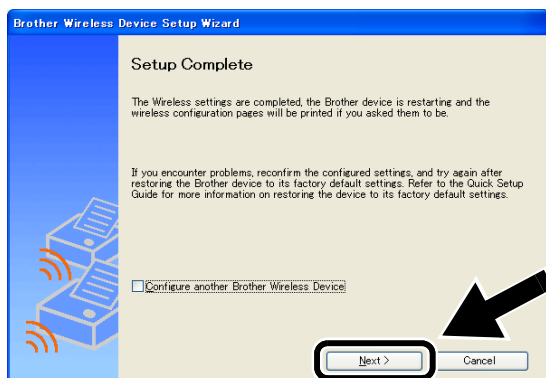 Brother Wireless Device Setup Wizard
Setup Complete
The Wireless settings are completed, the Brother device is restarting and the
wireless configuration pages will be printed if you asked them to be.
If you encounter problems, reconfirm the configured settings, and try again after
restoring the Brother device to its factory default settings. Refer to the Quick Setup
Guide for more information on restoring the device to its factory default settings.
Configure another Brother Wireless Device
Next >
Cancel